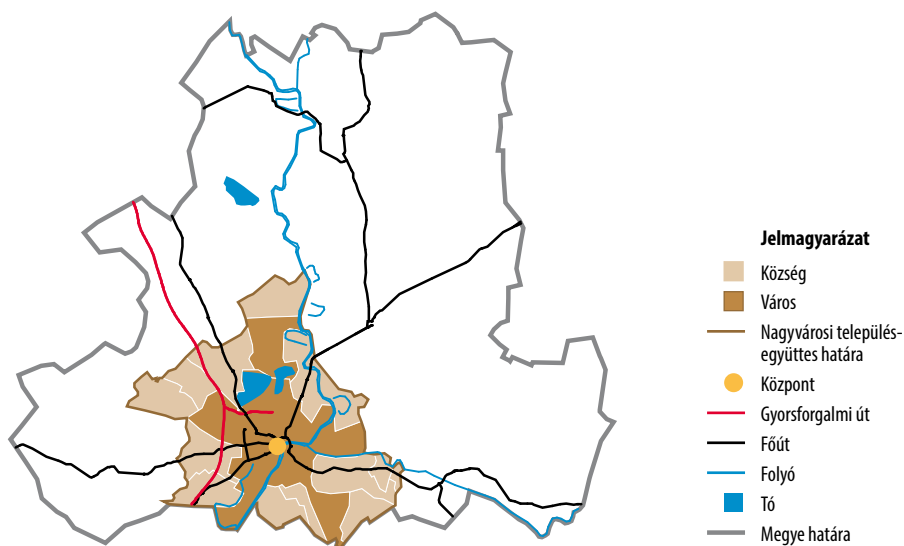 Jelmagyarázat
Község
Város
Nagyvárosi település-
együttes határa
Központ
Gyorsforgalmi út
Főút
Folyó
Tó
Megye határa